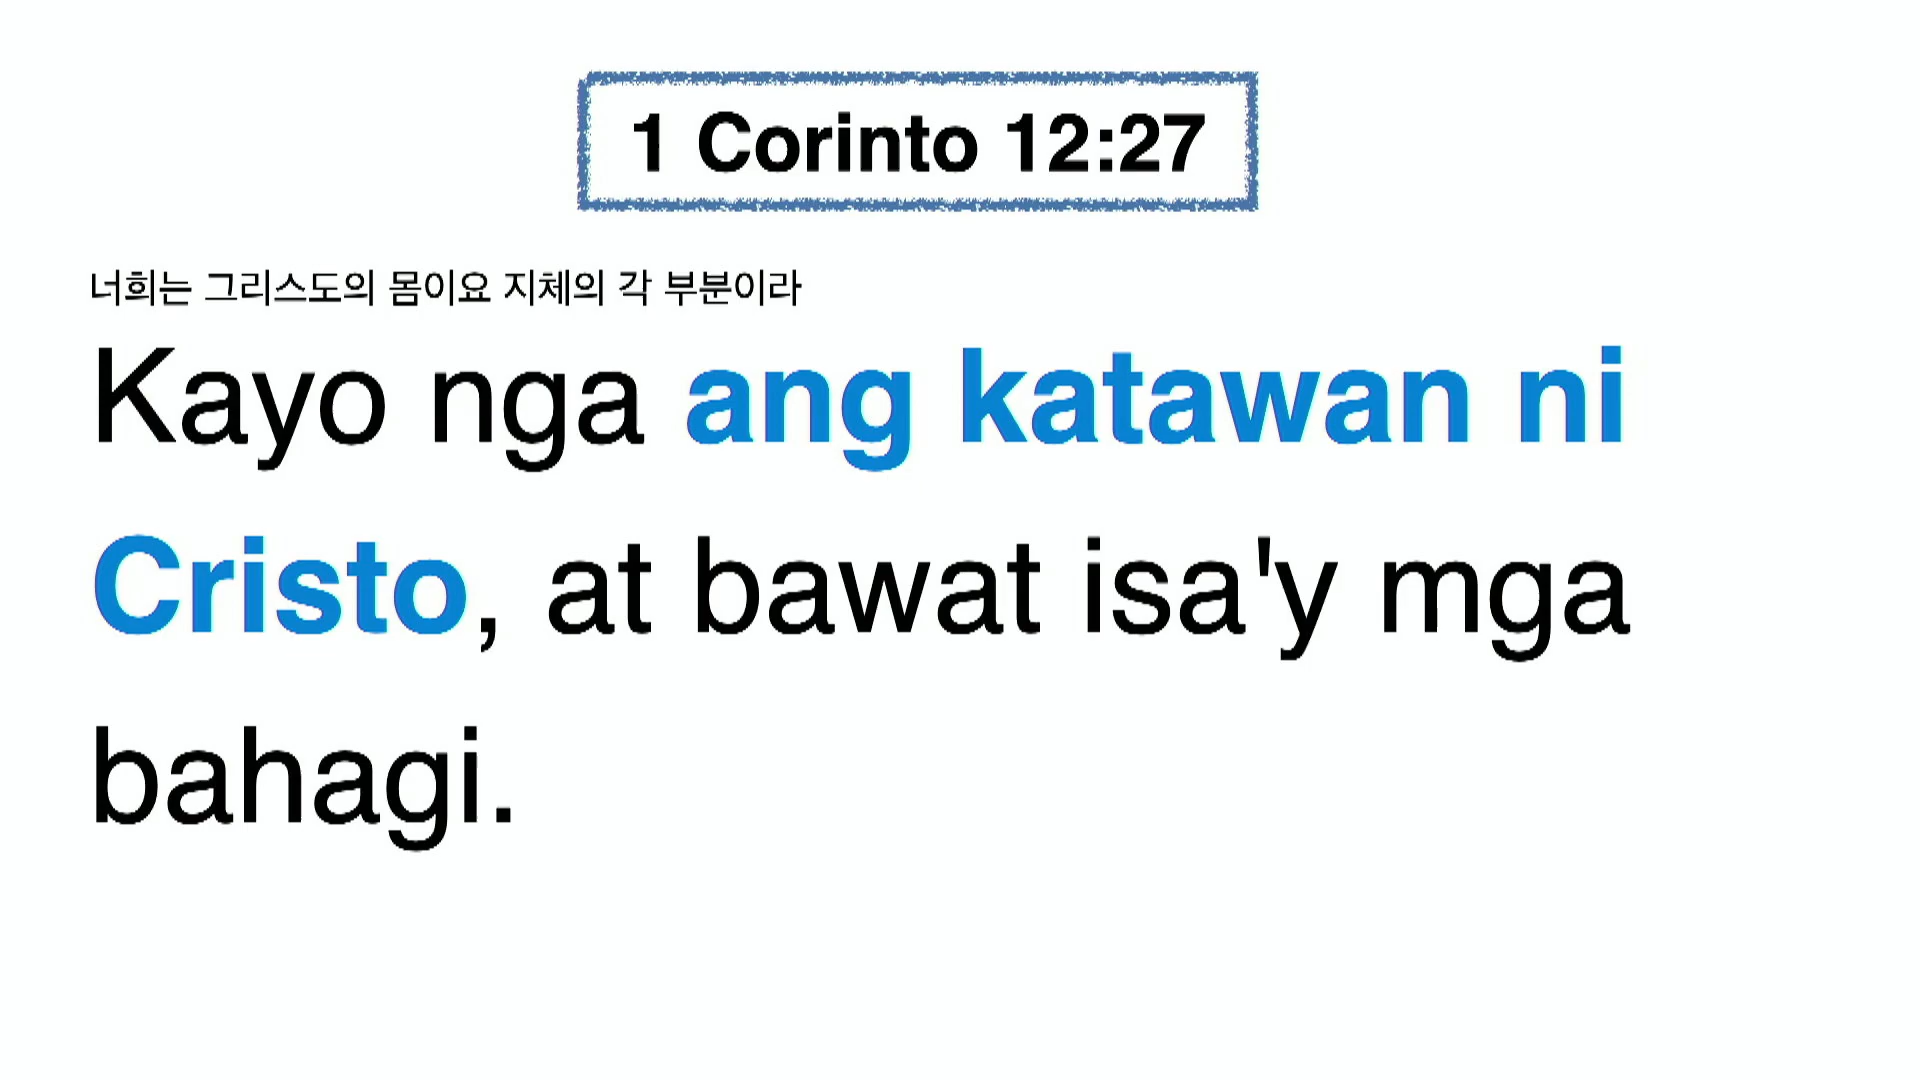 1 Corinto 12:27
너희는 그리스도의 몸이요 지체의 각 부분이라
Kayo nga ang katawan ni
Cristo, at bawat isa'y mga
bahagi.